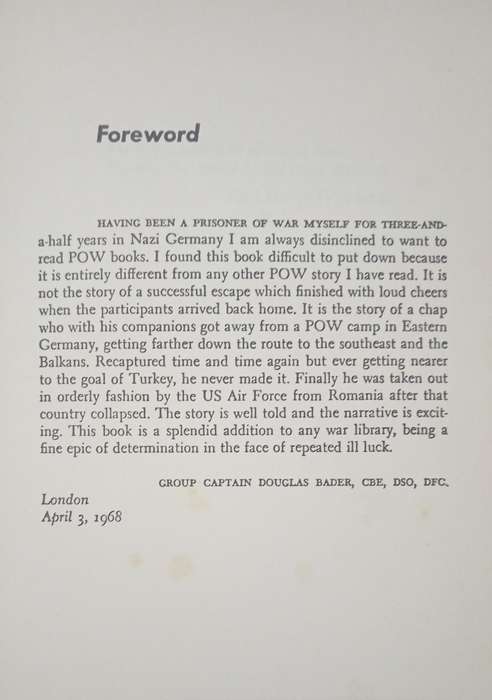 Foreword
HAVING BEEN A PRISONER OF WAR MYSELF FOR THREE-AND-
a-half years in Nazi Germany I am always disinclined to want to
read POW books. I found this book difficult to put down because
it is entirely different from any other POW story I have read. It is
not the story of a successful escape which finished with loud cheers
when the participants arrived back home. It is the story of a chap
who with his companions got away from a POW camp in Eastern
Germany, getting farther down the route to the southeast and the
Balkans. Recaptured time and time again but ever getting nearer
to the goal of Turkey, he never made it. Finally he was taken out
in orderly fashion by the US Air Force from Romania after that
country collapsed. The story is well told and the narrative is excit-
ing. This book is a splendid addition to any war library, being a
fine epic of determination in the face of repeated ill luck.
GROUP CAPTAIN DOUGLAS BADER, CBE, DSO, DFC.
London
April 3, 1968